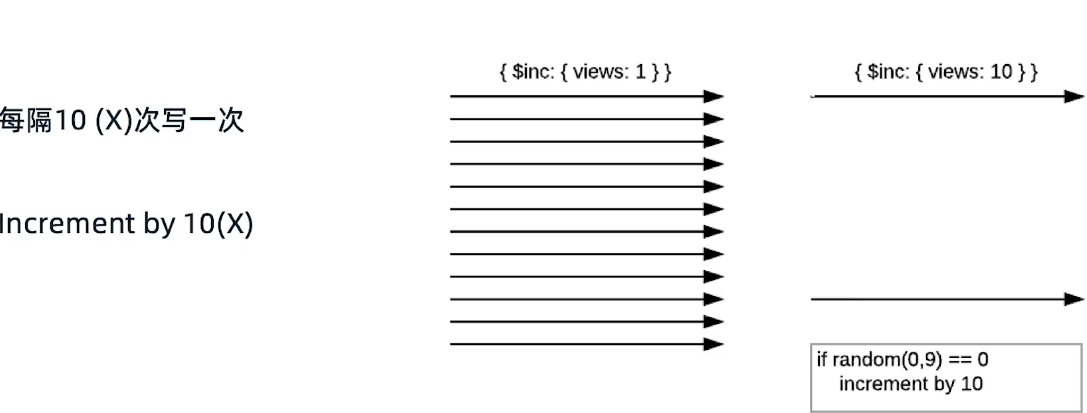 每隔10 (X)次写一次
Increment by 10(X)
{ $inc: { views: 1 } }
{ $inc: { views: 10 } }
if random(0,9) == 0
increment by 10